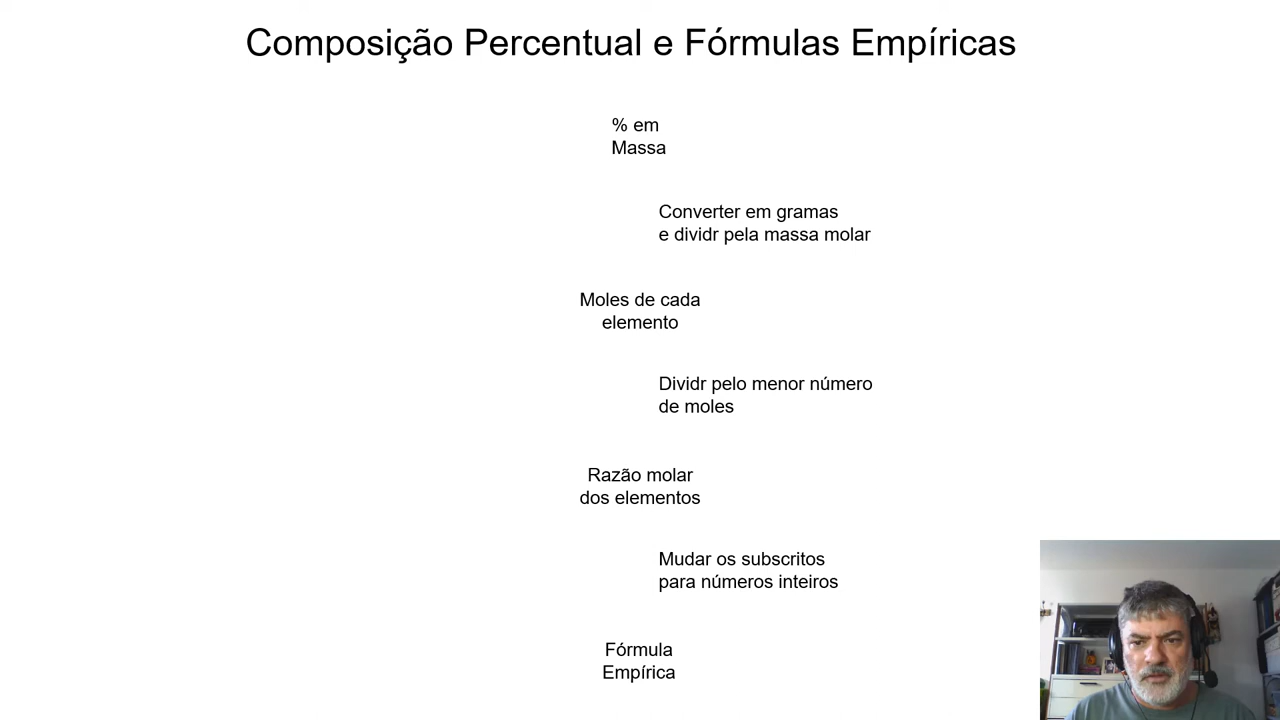 Composição Percentual e Fórmulas Empíricas
% em
Massa
Converter em gramas
e dividr pela massa molar
Moles de cada
elemento
Dividr pelo menor número
de moles
Razão molar
dos elementos
Mudar os subscritos
para números inteiros
Fórmula
Empírica